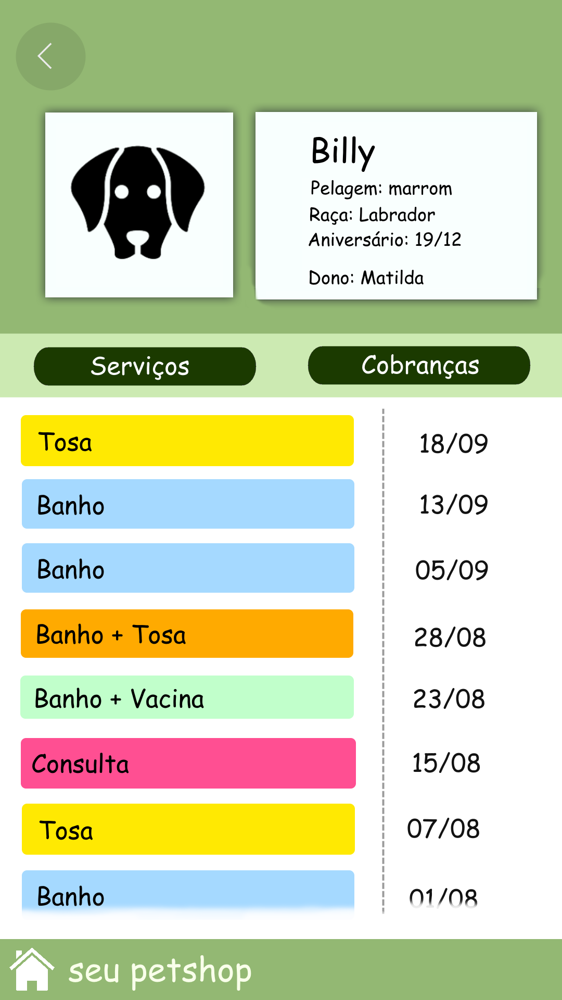 Billy
Pelagem: marrom
Raça: Labrador
Aniversário: 19/12
Dono: Matilda
Serviços Cobranças
Tosa 18/09
Banho 13/09
Banho 05/09
Banho + Tosa 28/08
Banho + Vacina 23/08
Consulta 15/08
Tosa 07/08
Banho 01/08
seu petshop